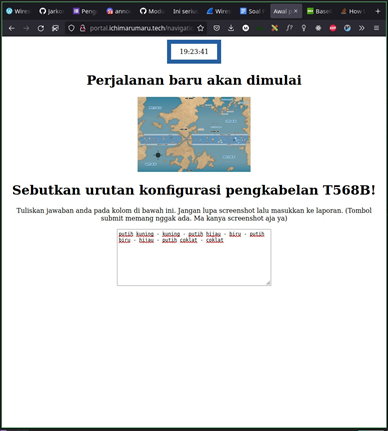 Wires
Jarko
Peng
anno
Modu
Ini seriu
Wires
Soal
Awal p
Base
How t
portal.ichimarumaru.tech/navigati
19:23:41
Perjalanan baru akan dimulai
Sebutkan urutan konfigurasi pengkabelan T568B!
Tuliskan jawaban anda pada kolom di bawah ini. Jangan lupa screenshot lalu masukkan ke laporan. (Tombol
submit memang nggak ada. Ma kanya screenshot aja ya)
putih kuning - kuning - putih hijau - biru - putih
biru - hijau - putih coklat - coklat